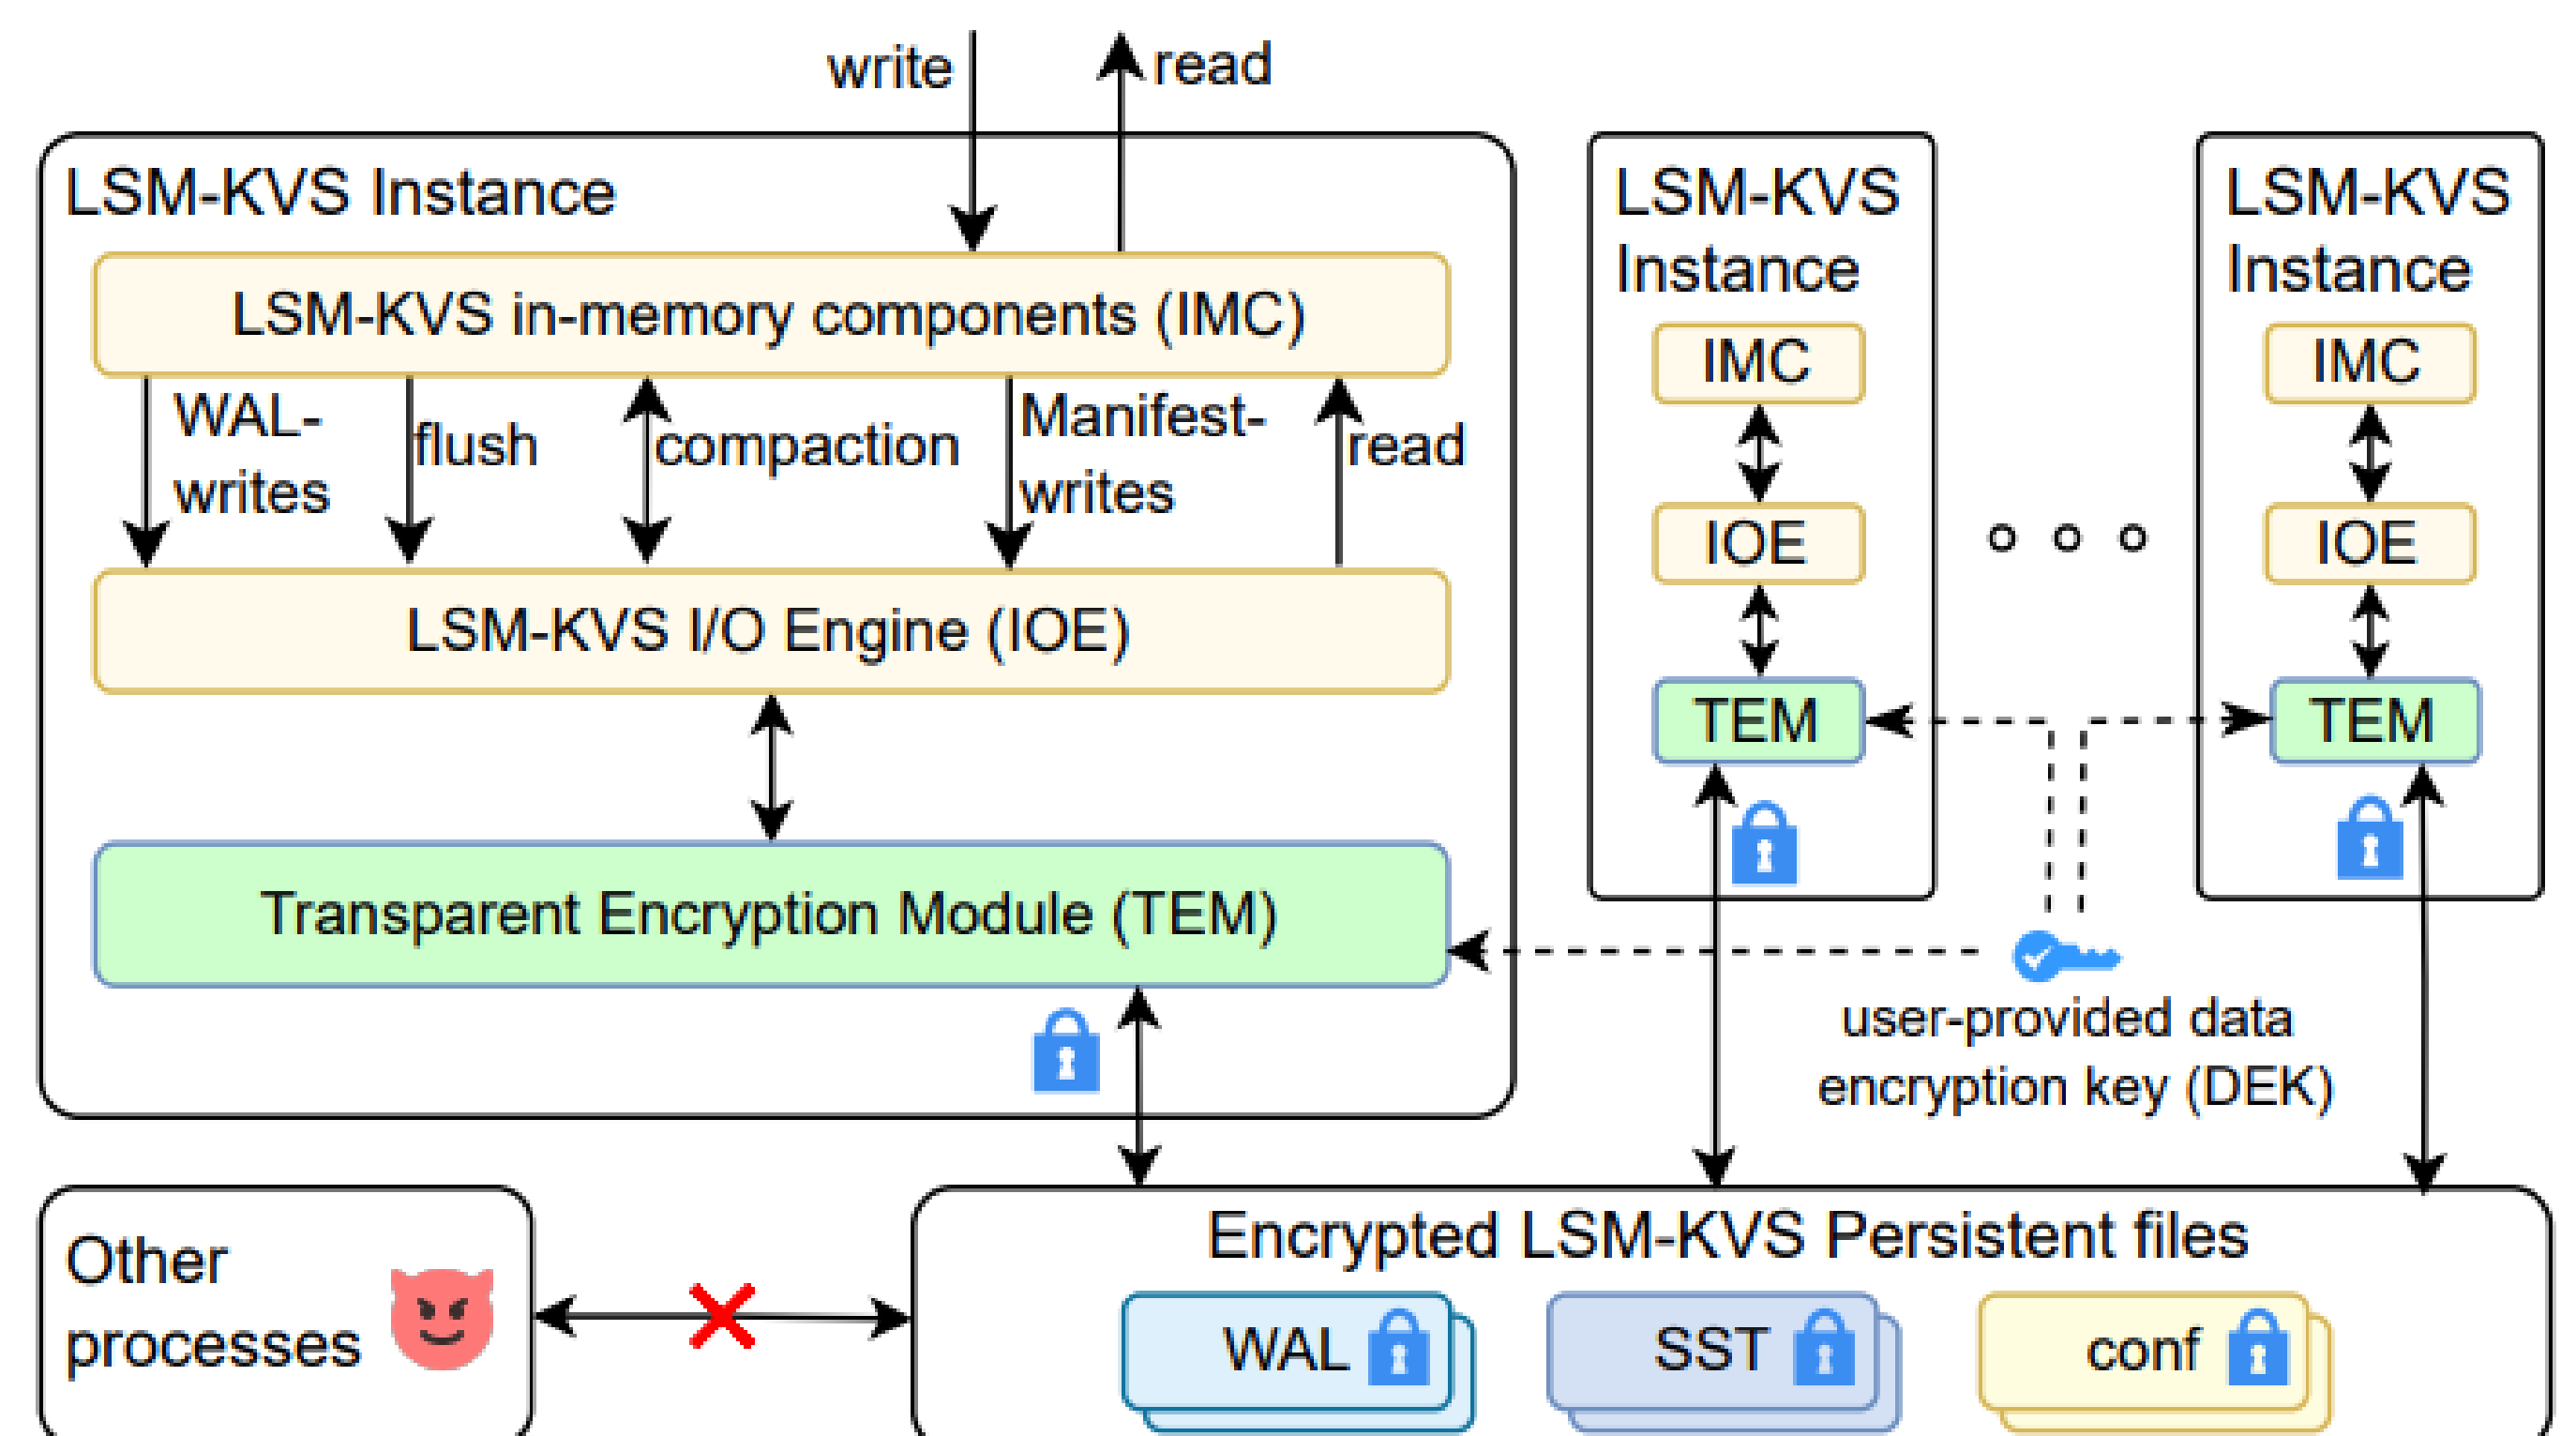 write
read
LSM-KVS Instance
LSM-KVS in-memory components (IMC)
WAL-
writes
flush
compaction
Manifest-
writes
read
LSM-KVS I/O Engine (IOE)
Transparent Encryption Module (TEM)
LSM-KVS
Instance
IMC
IOE
TEM
LSM-KVS
Instance
IMC
IOE
TEM
user-provided data
encryption key (DEK)
Other
processes
Encrypted LSM-KVS Persistent files
WAL
SST
conf